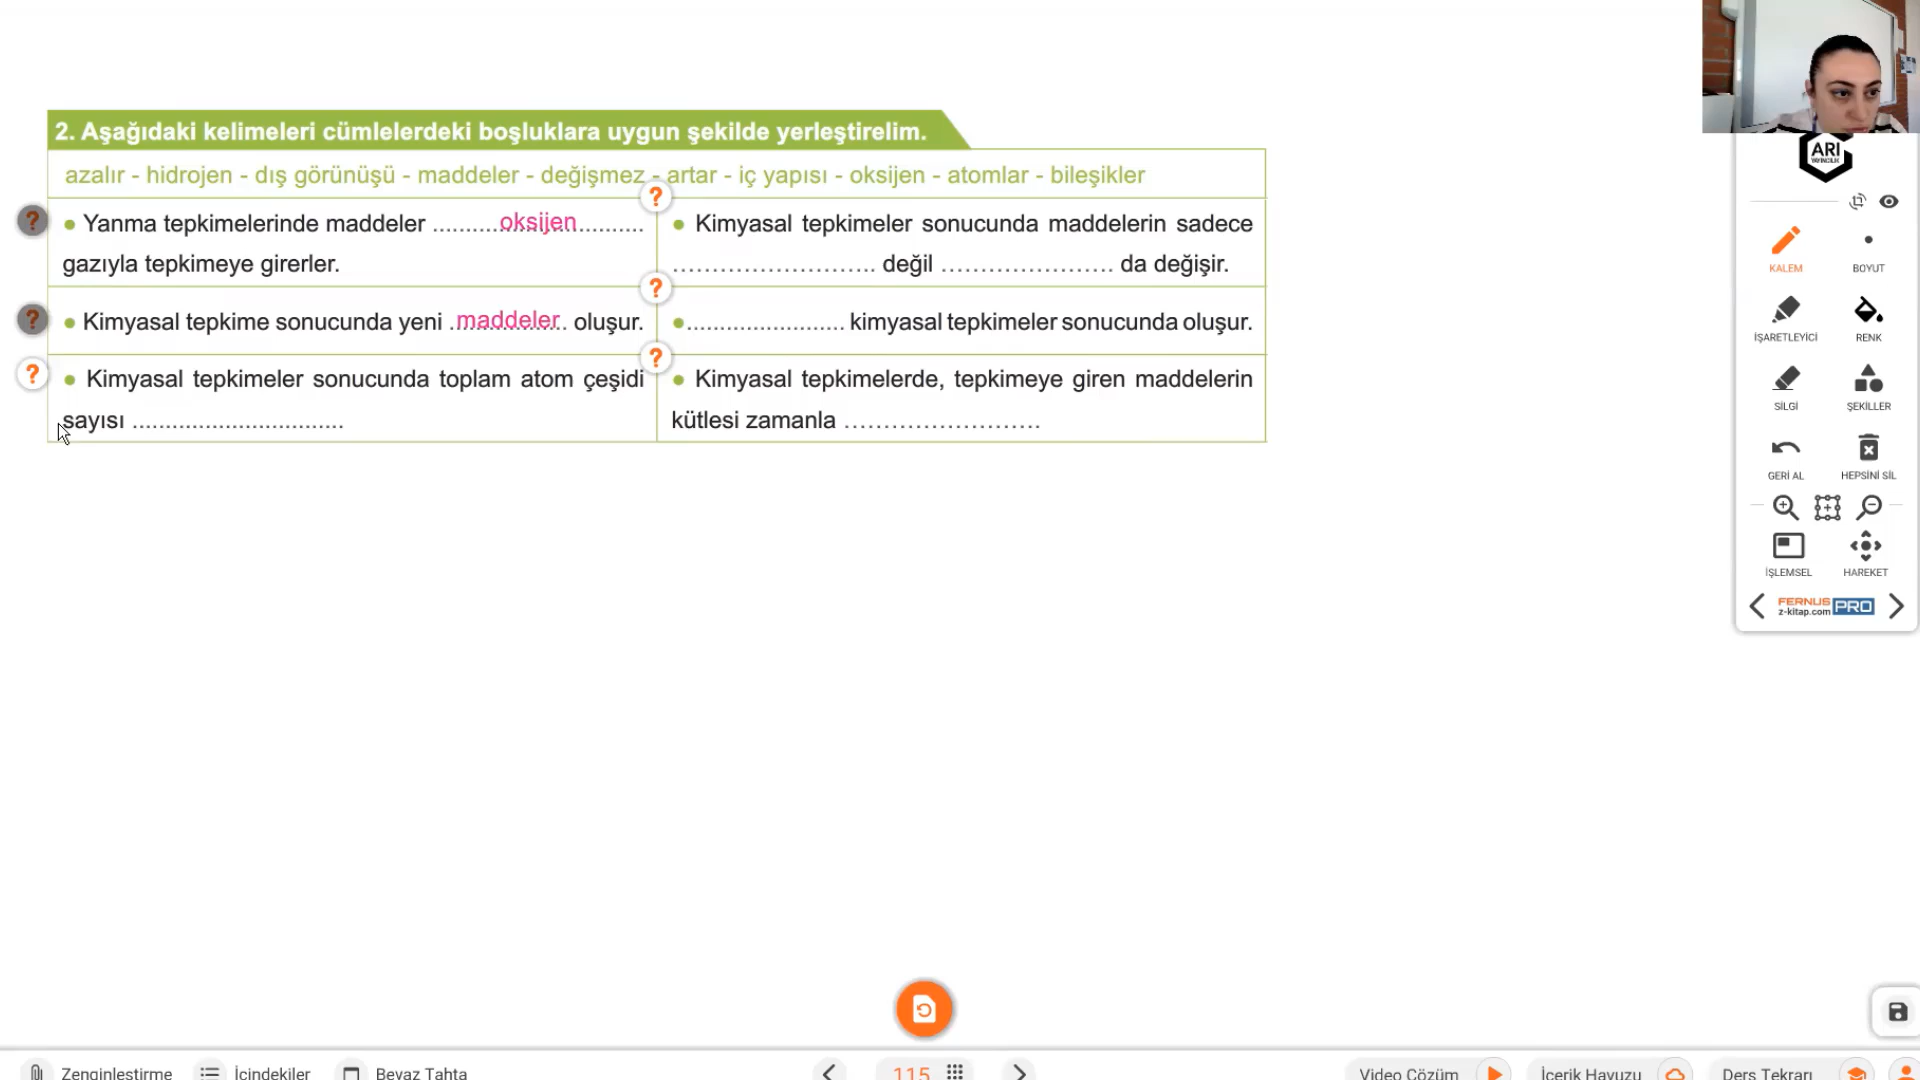 2. Aşağıdaki kelimeleri cümlelerdeki boşluklara uygun şekilde yerleştirelim.
azalır - hidrojen - dış görünüşü - maddeler - değişmez - artar - iç yapısı - oksijen - atomlar - bileşikler
? • Yanma tepkimelerinde maddeler ..........oksijen..........
gazıyla tepkimeye girerler.
? • Kimyasal tepkime sonucunda yeni .maddeler. oluşur.
? • Kimyasal tepkimeler sonucunda toplam atom çeşidi
sayısı ................................
? • Kimyasal tepkimeler sonucunda maddelerin sadece
.......................... değil ...................... da değişir.
? •........................ kimyasal tepkimeler sonucunda oluşur.
? • Kimyasal tepkimelerde, tepkimeye giren maddelerin
kütlesi zamanla .........................
ARI
YAYINCILIK
KALEM BOYUT
İŞARETLEYİCİ RENK
SİLGİ ŞEKİLLER
GERİ AL HEPSİNİ SİL
İŞLEMSEL HAREKET
FERNUS PRO
z-kitap.com
Zenginleştirme İçindekiler Beyaz Tahta 115 Video Çözüm İçerik Havuzu Ders Tekrarı